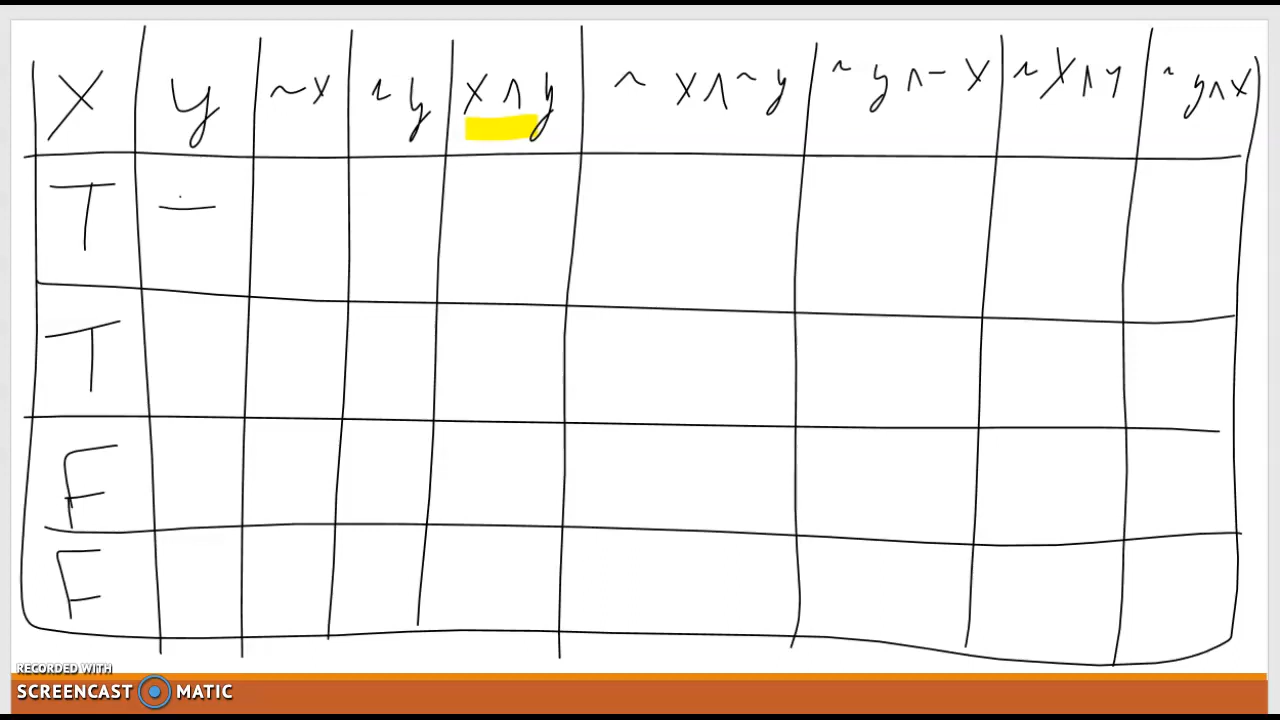 X y ~X ~y X ∧ y ~ X ∧ ~ y ~ y ∧ - X ~ X ∧ y ~ y ∧ X
T
T
F
F
RECORDED WITH
SCREENCAST MATIC